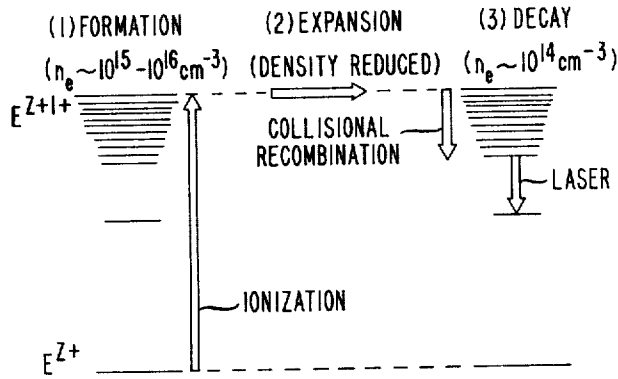 (1) FORMATION
(n_e ~ 10^15 - 10^16 cm^-3)
(2) EXPANSION
(DENSITY REDUCED)
(3) DECAY
(n_e ~ 10^14 cm^-3)
E^Z+1+
COLLISIONAL
RECOMBINATION
LASER
IONIZATION
E^Z+